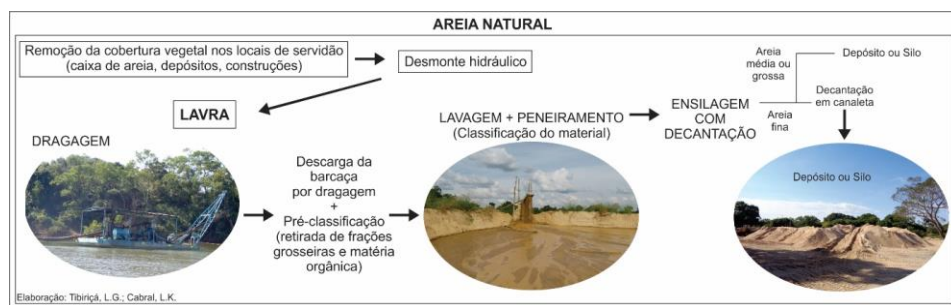 AREIA NATURAL
Remoção da cobertura vegetal nos locais de servidão
(caixa de areia, depósitos, construções)
Desmonte hidráulico
LAVRA
DRAGAGEM
Descarga da
barcaça
por dragagem
+
Pré-classificação
(retirada de frações
grosseiras e matéria
orgânica)
LAVAGEM + PENEIRAMENTO
(Classificação do material)
ENSILAGEM
COM
DECANTAÇÃO
Areia
média ou
grossa
Depósito ou Silo
Areia
fina
Decantação
em canaleta
Depósito ou Silo
Elaboração: Tibiriçá, L.G.; Cabral, L.K.